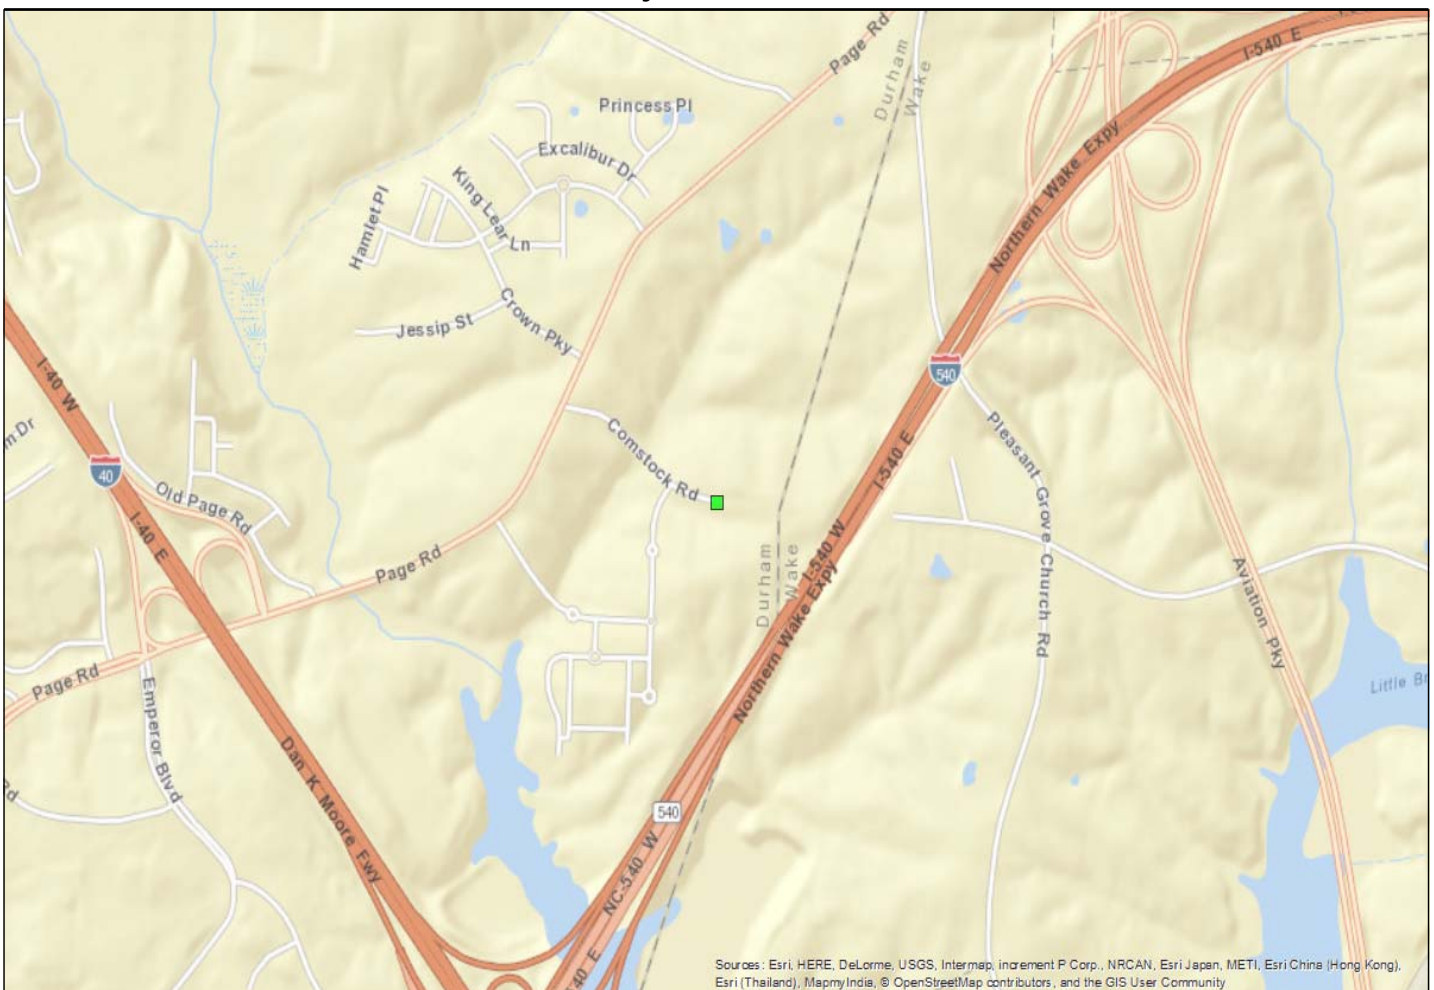 Page Rd
Durham
Wake
I-540 E
Princess Pl
Excalibur Dr
King Lear Ln
Hamlet Pl
Northern Wake Expy
Crown Pky
Jessip St
I-40 W
540
Comstock Rd
Pleasant Grove Church Rd
I-540 E
40
Old Page Rd
I-40 E
I-540 W
Page Rd
Durham
Wake
Northern Wake Expy
Aviation Pky
Page Rd
Emperor Blvd
Dan K Moore Fwy
540
NC-540 W
Sources: Esri, HERE, DeLorme, USGS, Intermap, increment P Corp., NRCAN, Esri Japan, METI, Esri China (Hong Kong),
Esri (Thailand), MapmyIndia, © OpenStreetMap contributors, and the GIS User Community